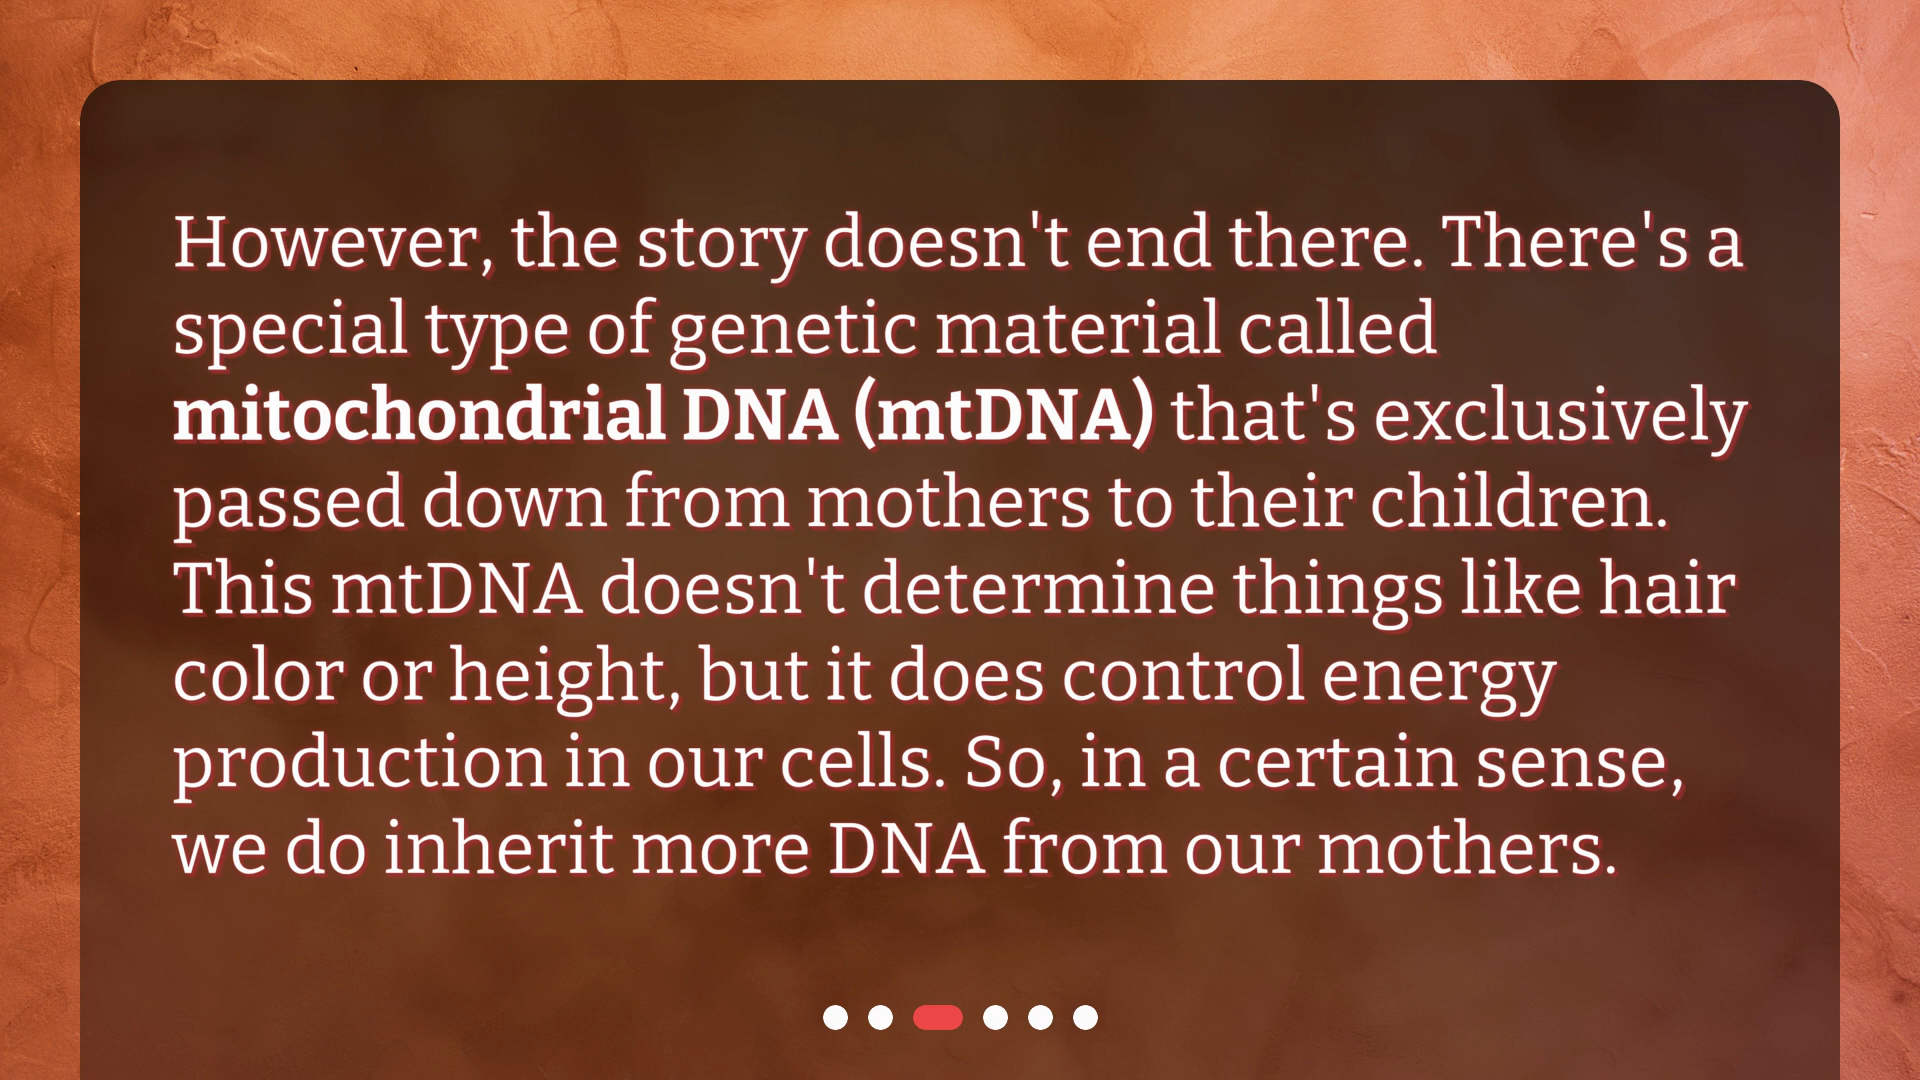 However, the story doesn't end there. There's a
special type of genetic material called
mitochondrial DNA (mtDNA) that's exclusively
passed down from mothers to their children.
This mtDNA doesn't determine things like hair
color or height, but it does control energy
production in our cells. So, in a certain sense,
we do inherit more DNA from our mothers.